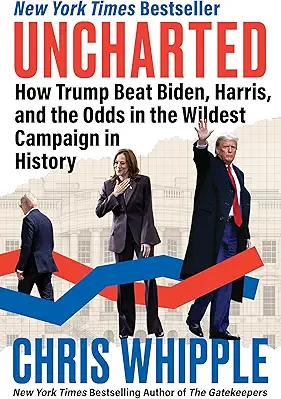 New York Times Bestseller
UNCHARTED
How Trump Beat Biden, Harris,
and the Odds in the Wildest
Campaign in
History
CHRIS WHIPPLE
New York Times Bestselling Author of The Gatekeepers